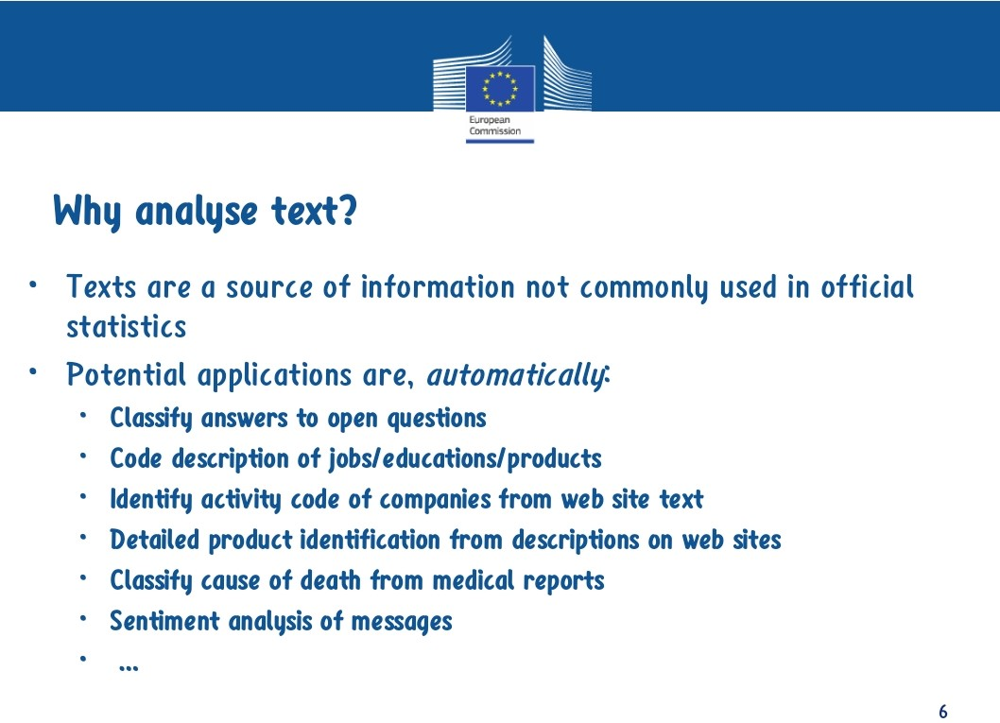 European
Commission
Why analyse text?
• Texts are a source of information not commonly used in official
statistics
• Potential applications are, automatically:
• Classify answers to open questions
• Code description of jobs/educations/products
• Identify activity code of companies from web site text
• Detailed product identification from descriptions on web sites
• Classify cause of death from medical reports
• Sentiment analysis of messages
• ...
6